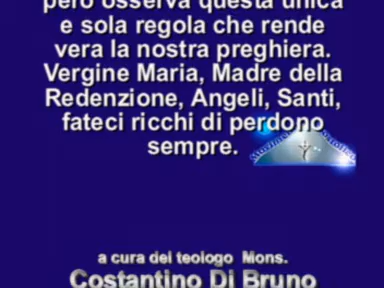 però osserva questa unica
e sola regola che rende
vera la nostra preghiera.
Vergine Maria, Madre della
Redenzione, Angeli, Santi,
fateci ricchi di perdono
sempre.
a cura del teologo Mons.
Costantino Di Bruno